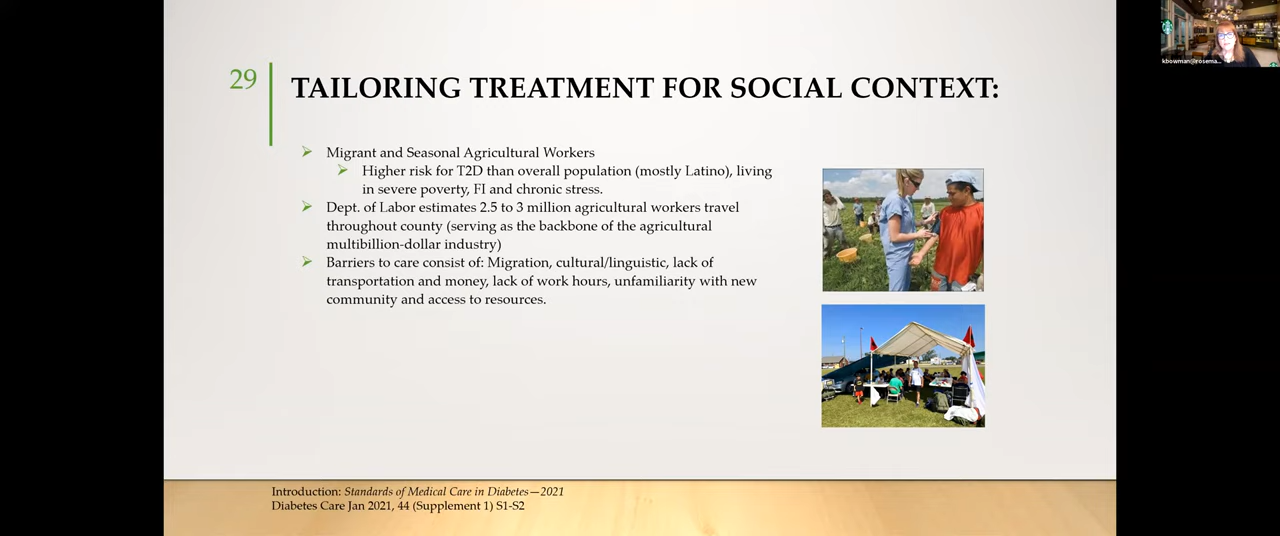 29
TAILORING TREATMENT FOR SOCIAL CONTEXT:
Migrant and Seasonal Agricultural Workers
Higher risk for T2D than overall population (mostly Latino), living
in severe poverty, FI and chronic stress.
Dept. of Labor estimates 2.5 to 3 million agricultural workers travel
throughout county (serving as the backbone of the agricultural
multibillion-dollar industry)
Barriers to care consist of: Migration, cultural/linguistic, lack of
transportation and money, lack of work hours, unfamiliarity with new
community and access to resources.
Introduction: Standards of Medical Care in Diabetes—2021
Diabetes Care Jan 2021, 44 (Supplement 1) S1-S2
kbowman@rosema...